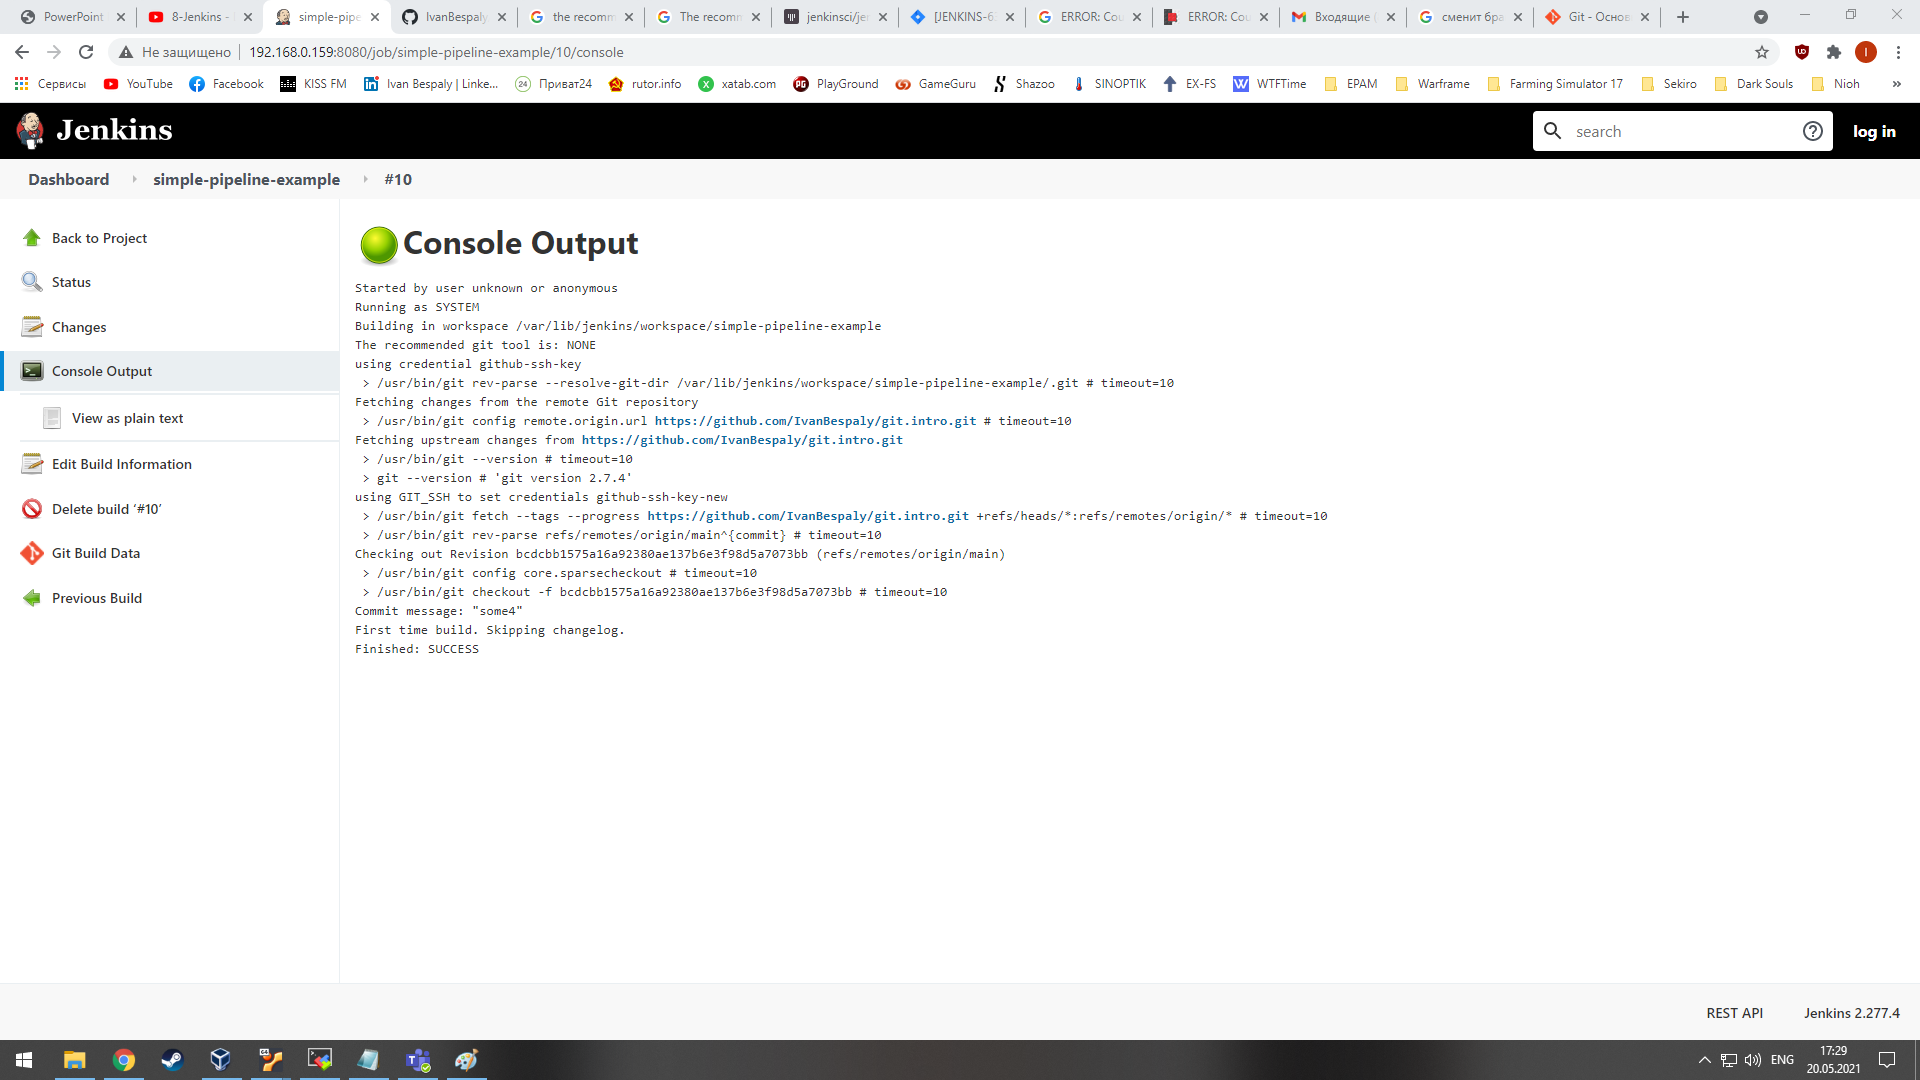 PowerPoint
8-Jenkins -
simple-pipe
IvanBespaly
the recomm
The recomm
jenkinsci/je
[JENKINS-6
ERROR: Cou
ERROR: Cou
Входящие (
сменит бра
Git - Основ
Не защищено
192.168.0.159:8080/job/simple-pipeline-example/10/console
Сервисы YouTube Facebook KISS FM Ivan Bespaly | Linke... Приват24 rutor.info xatab.com PlayGround GameGuru Shazoo SINOPTIK EX-FS WTFTime EPAM Warframe Farming Simulator 17 Sekiro Dark Souls Nioh »
Jenkins
search
log in
Dashboard
simple-pipeline-example
#10
Back to Project
Status
Changes
Console Output
View as plain text
Edit Build Information
Delete build ‘#10’
Git Build Data
Previous Build
Console Output
Started by user unknown or anonymous
Running as SYSTEM
Building in workspace /var/lib/jenkins/workspace/simple-pipeline-example
The recommended git tool is: NONE
using credential github-ssh-key
> /usr/bin/git rev-parse --resolve-git-dir /var/lib/jenkins/workspace/simple-pipeline-example/.git # timeout=10
Fetching changes from the remote Git repository
> /usr/bin/git config remote.origin.url https://github.com/IvanBespaly/git.intro.git # timeout=10
Fetching upstream changes from https://github.com/IvanBespaly/git.intro.git
> /usr/bin/git --version # timeout=10
> git --version # 'git version 2.7.4'
using GIT_SSH to set credentials github-ssh-key-new
> /usr/bin/git fetch --tags --progress https://github.com/IvanBespaly/git.intro.git +refs/heads/*:refs/remotes/origin/* # timeout=10
> /usr/bin/git rev-parse refs/remotes/origin/main^{commit} # timeout=10
Checking out Revision bcdcbb1575a16a92380ae137b6e3f98d5a7073bb (refs/remotes/origin/main)
> /usr/bin/git config core.sparsecheckout # timeout=10
> /usr/bin/git checkout -f bcdcbb1575a16a92380ae137b6e3f98d5a7073bb # timeout=10
Commit message: "some4"
First time build. Skipping changelog.
Finished: SUCCESS
REST API
Jenkins 2.277.4
ENG
17:29
20.05.2021